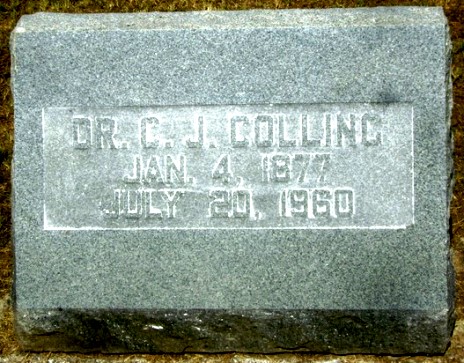 DR. C. J. COLLING
JAN. 4, 1877
JULY 20, 1960